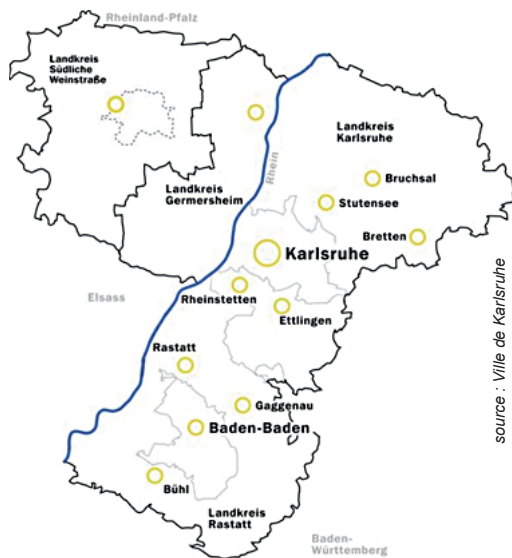 Rheinland-Pfalz
Landkreis
Südliche
Weinstraße
Landkreis
Karlsruhe
Rhein
Bruchsal
Landkreis
Germersheim
Stutensee
Bretten
Karlsruhe
Elsass
Rheinstetten
Ettlingen
Rastatt
Gaggenau
Baden-Baden
Bühl
Landkreis
Rastatt
Baden-
Württemberg
source : Ville de Karlsruhe